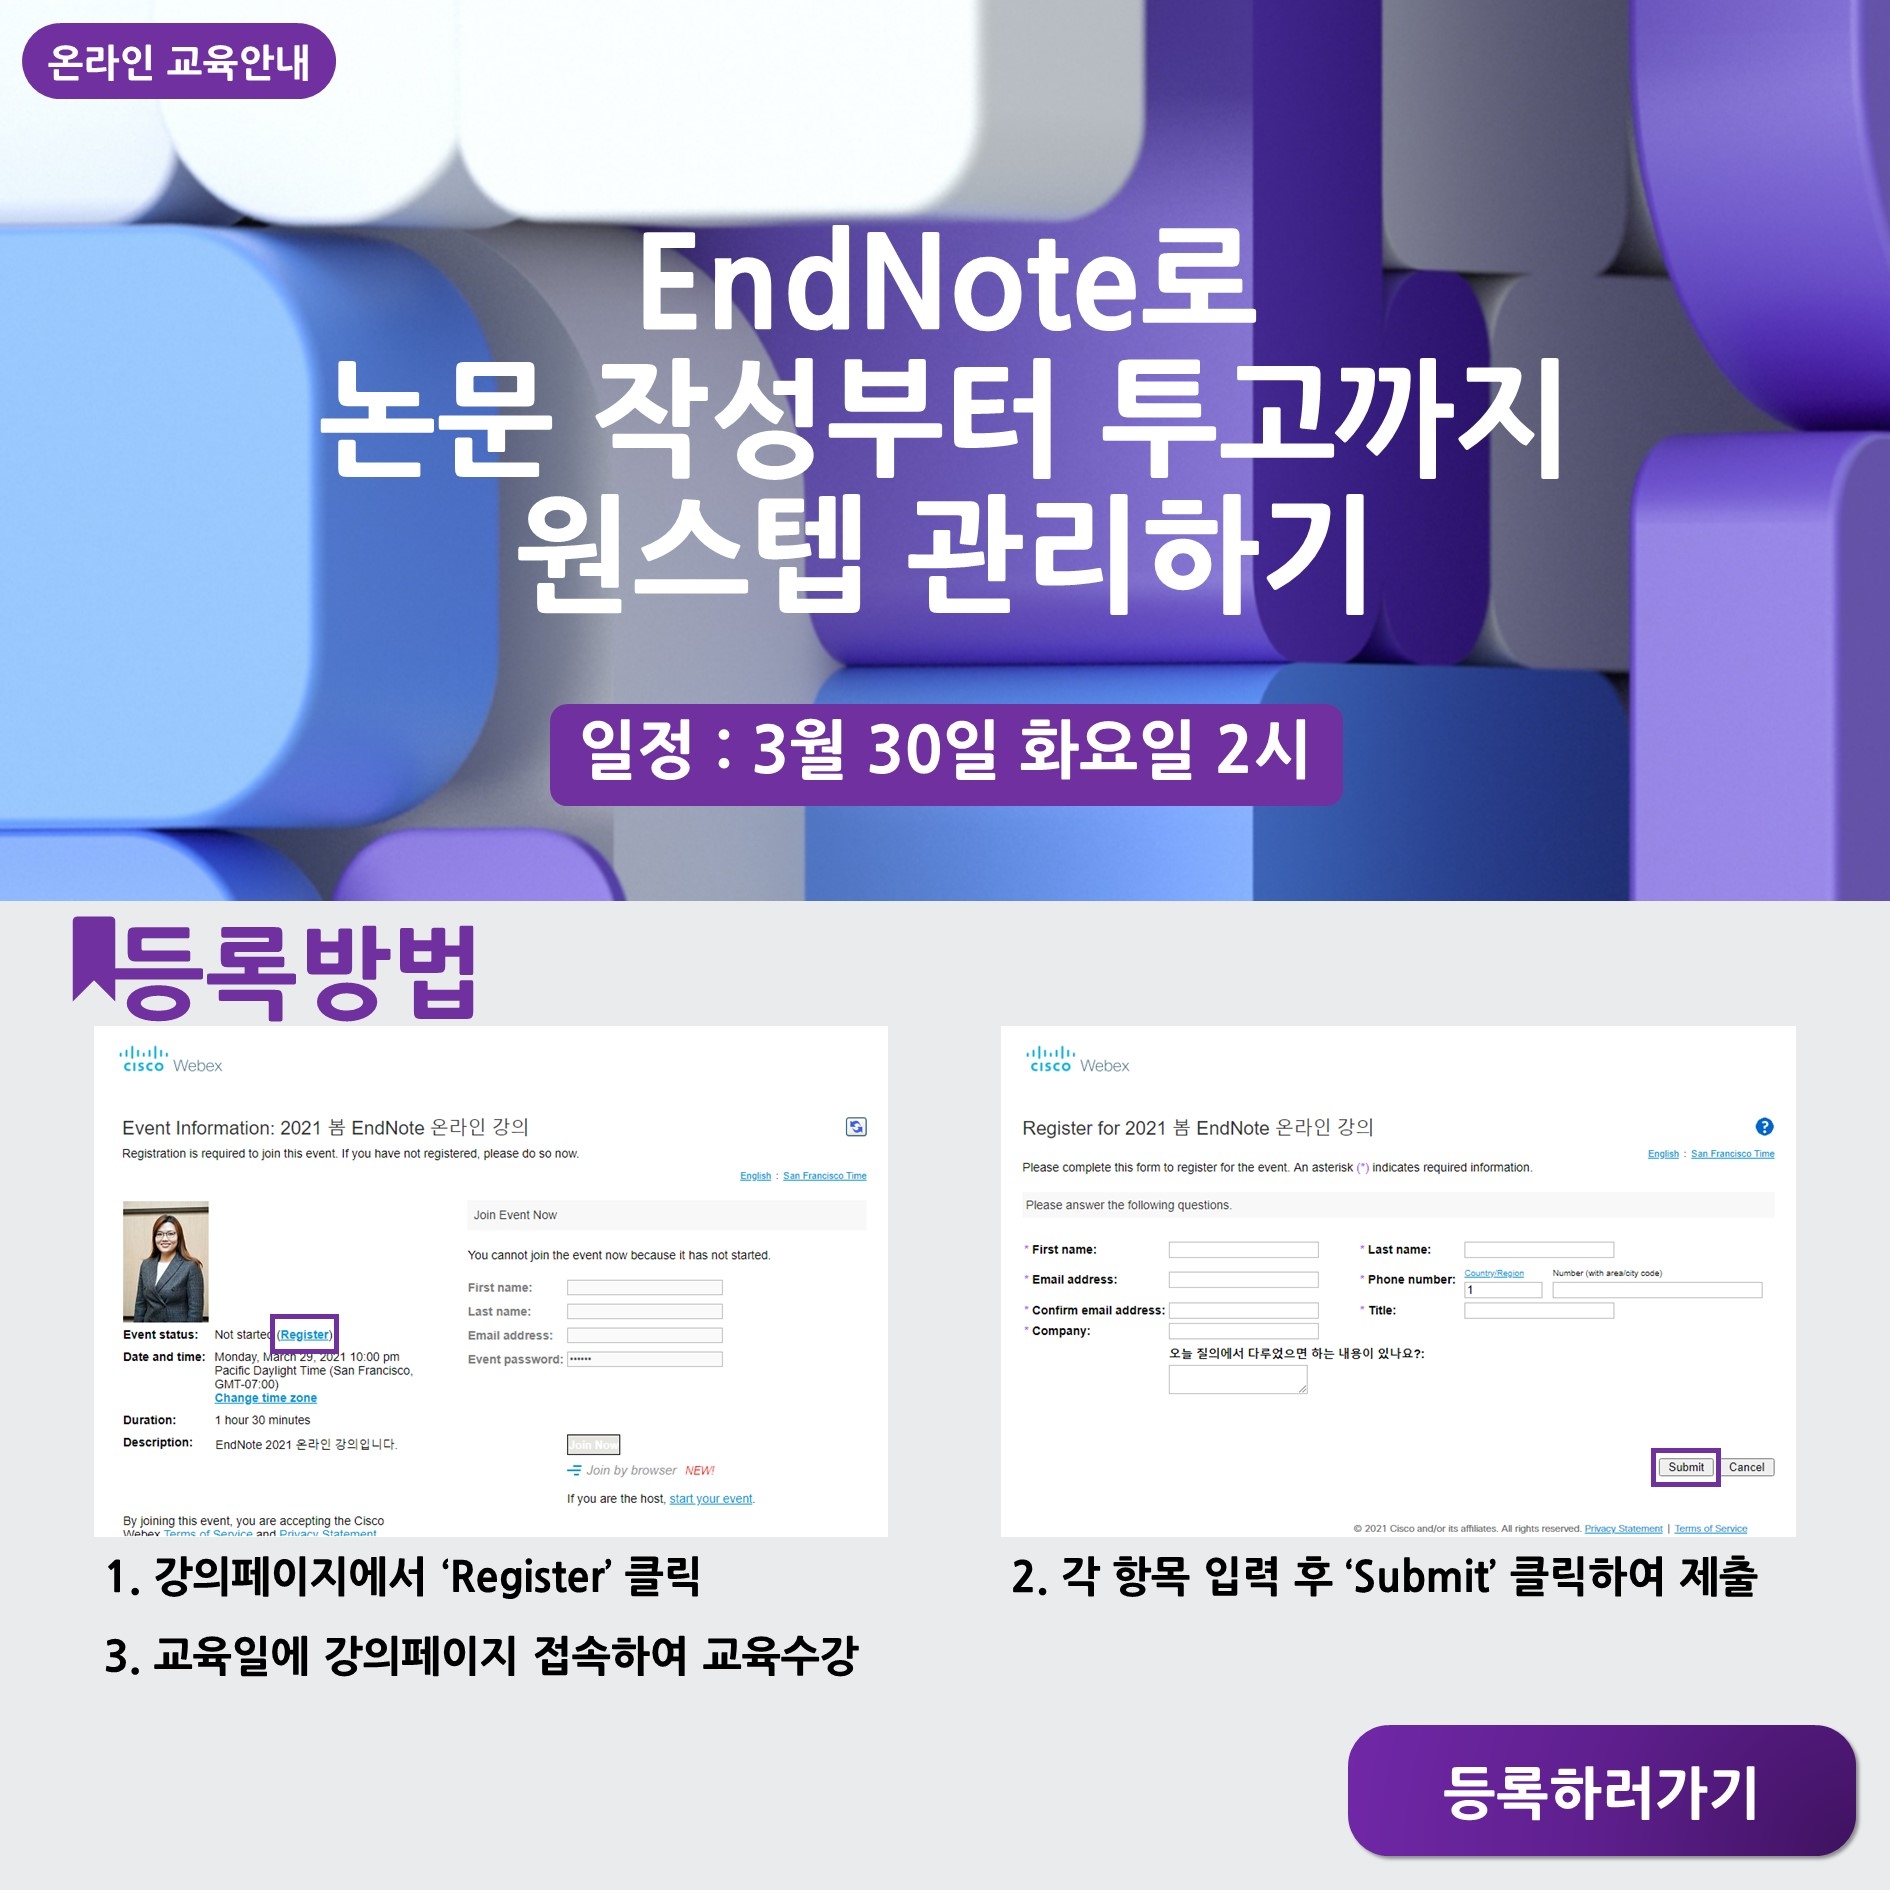 온라인 교육안내
EndNote로
논문 작성부터 투고까지
원스텝 관리하기
일정 : 3월 30일 화요일 2시
등록방법
CISCO Webex
Event Information: 2021 봄 EndNote 온라인 강의
Registration is required to join this event. If you have not registered, please do so now.
English : San Francisco Time
Join Event Now
You cannot join the event now because it has not started.
First name:
Last name:
Email address:
Event password: ••••••
Event status: Not started (Register)
Date and time: Monday, March 29, 2021 10:00 pm
Pacific Daylight Time (San Francisco,
GMT-07:00)
Change time zone
Duration: 1 hour 30 minutes
Description: EndNote 2021 온라인 강의입니다.
Join Now
Join by browser NEW!
If you are the host, start your event.
By joining this event, you are accepting the Cisco
Webex Terms of Service and Privacy Statement
CISCO Webex
Register for 2021 봄 EndNote 온라인 강의
English : San Francisco Time
Please complete this form to register for the event. An asterisk (*) indicates required information.
Please answer the following questions.
* First name:
* Last name:
* Email address:
* Phone number: Country/Region Number (with area/city code)
1
* Confirm email address:
* Title:
* Company:
오늘 질의에서 다루었으면 하는 내용이 있나요?:
Submit Cancel
© 2021 Cisco and/or its affiliates. All rights reserved. Privacy Statement | Terms of Service
1. 강의페이지에서 ‘Register’ 클릭
2. 각 항목 입력 후 ‘Submit’ 클릭하여 제출
3. 교육일에 강의페이지 접속하여 교육수강
등록하러가기